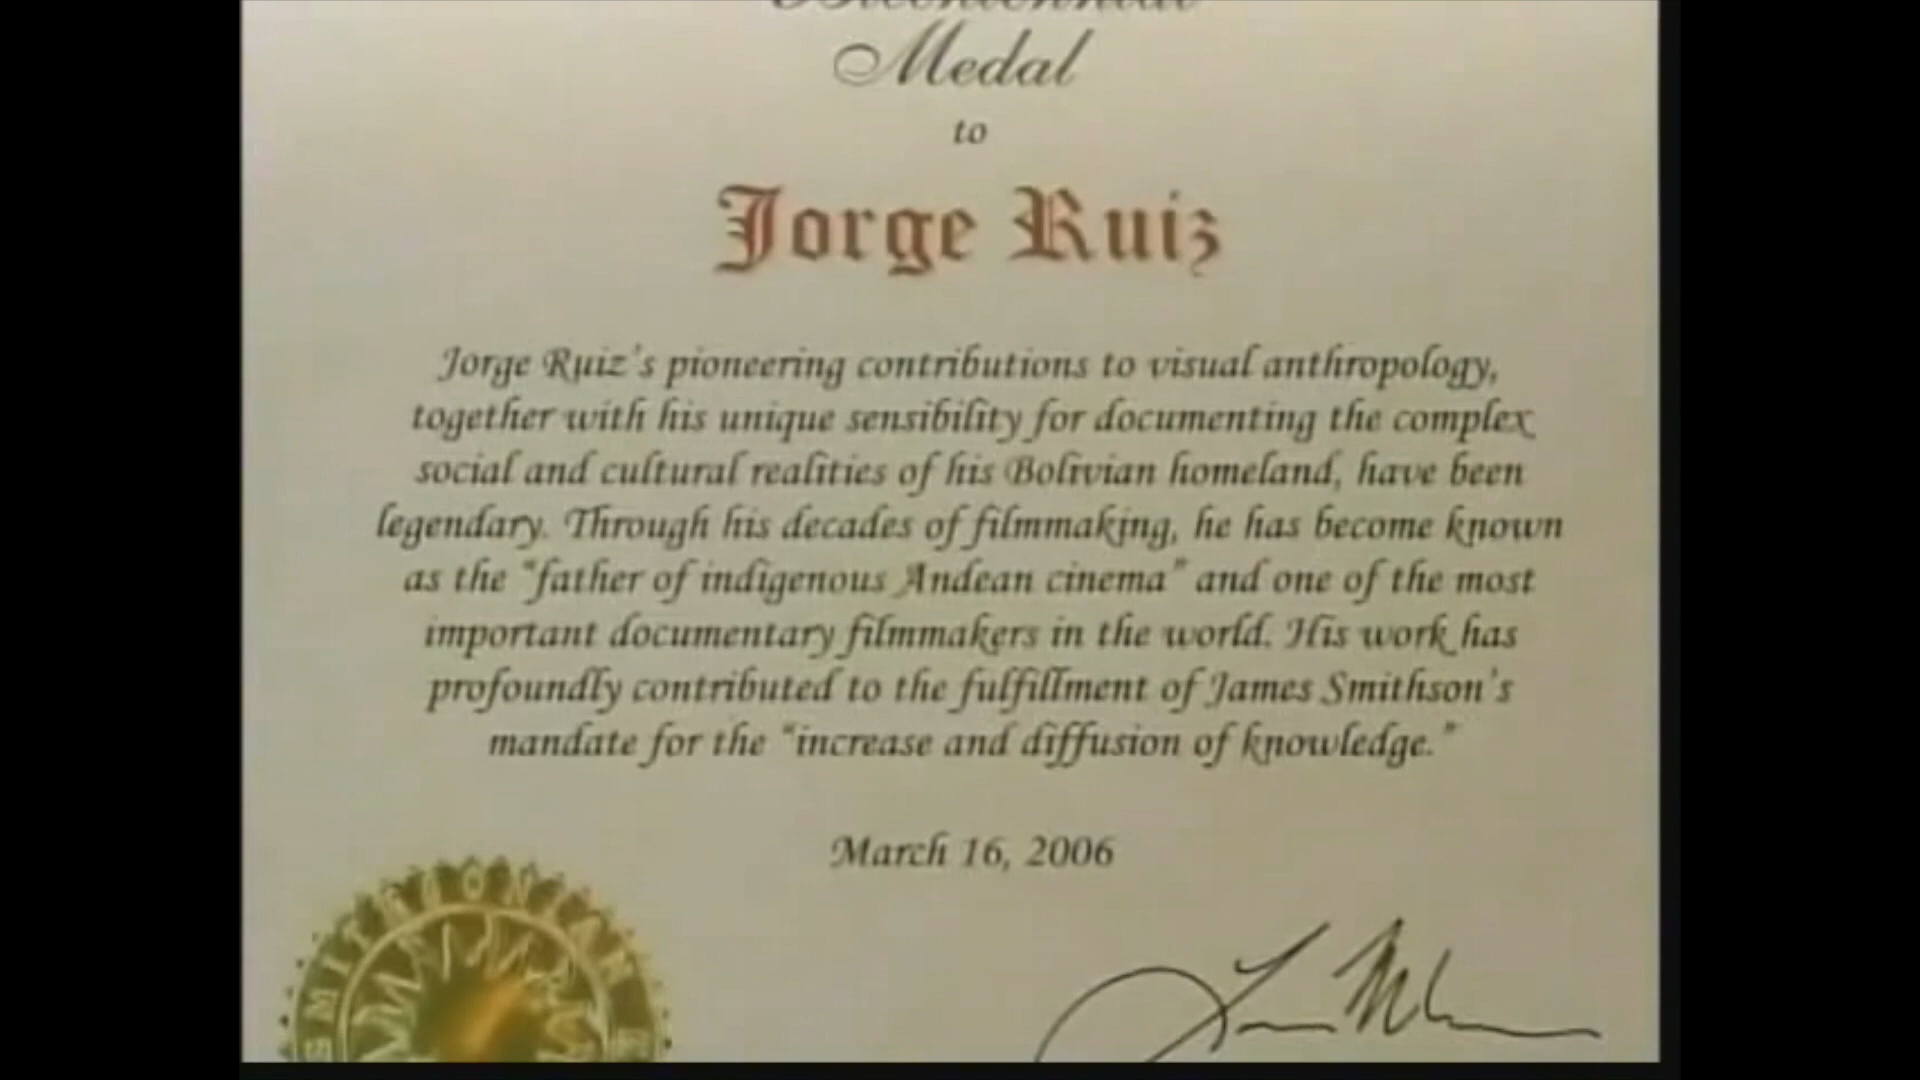 Bicentennial
Medal
to
Jorge Ruiz
Jorge Ruiz's pioneering contributions to visual anthropology,
together with his unique sensibility for documenting the complex
social and cultural realities of his Bolivian homeland, have been
legendary. Through his decades of filmmaking, he has become known
as the "father of indigenous Andean cinema" and one of the most
important documentary filmmakers in the world. His work has
profoundly contributed to the fulfillment of James Smithson's
mandate for the "increase and diffusion of knowledge."
March 16, 2006
SMITHSONIAN